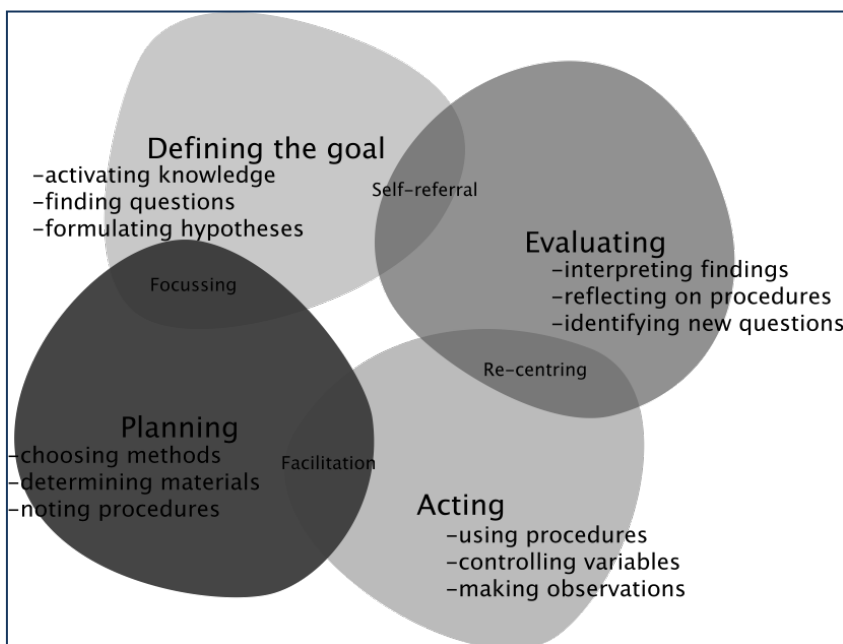 Defining the goal
-activating knowledge
-finding questions
-formulating hypotheses
Self-referral
Evaluating
-interpreting findings
-reflecting on procedures
-identifying new questions
Focussing
Re-centring
Planning
-choosing methods
-determining materials
-noting procedures
Facilitation
Acting
-using procedures
-controlling variables
-making observations